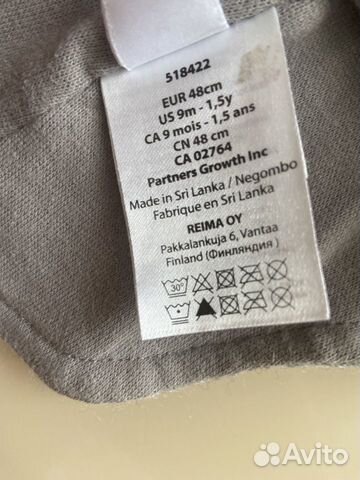 518422
EUR 48cm
US 9m - 1,5y
CA 9 mois - 1,5 ans
CN 48 cm
CA 02764
Partners Growth Inc
Made in Sri Lanka / Negombo
Fabrique en Sri Lanka
REIMA OY
Pakkalankuja 6, Vantaa
Finland (Финляндия)
30°
Avito